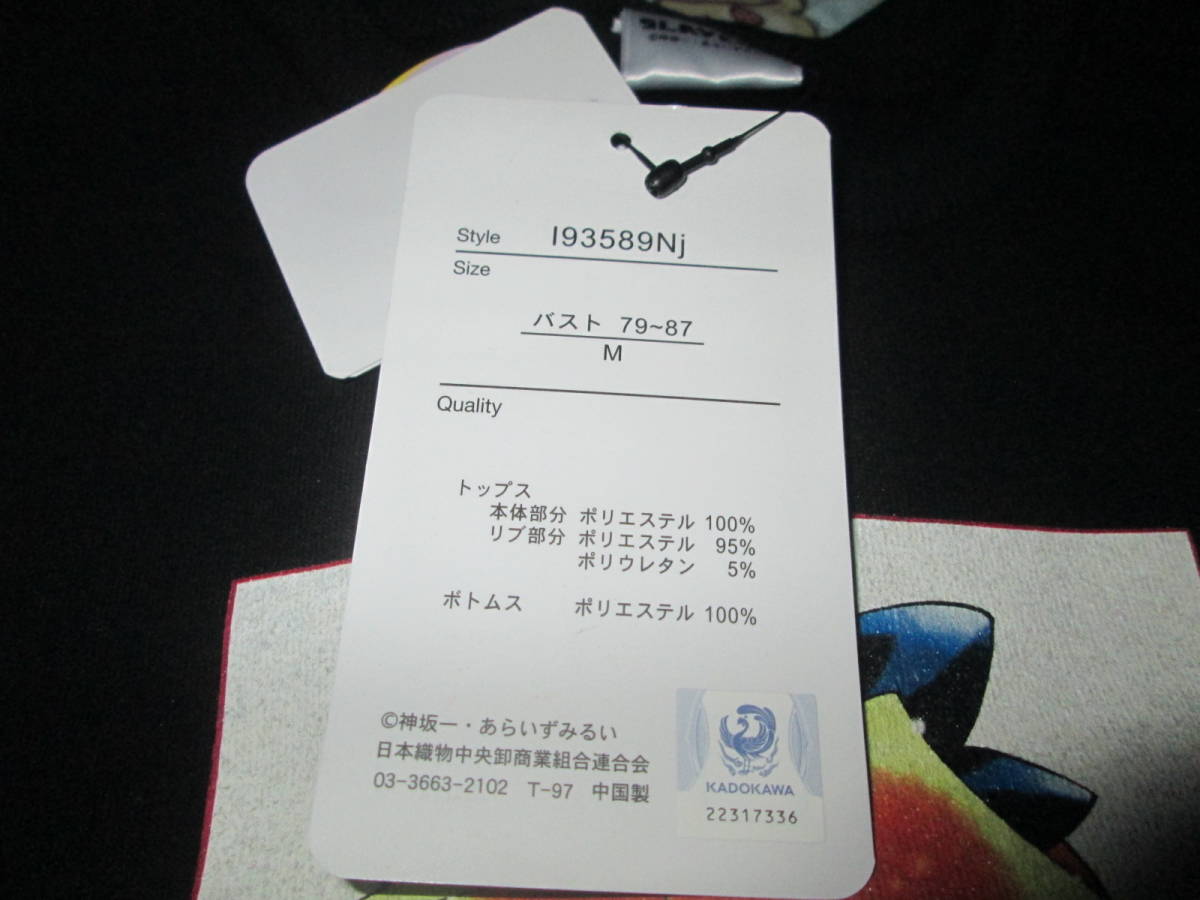 Style I93589Nj
Size
バスト 79~87
M
Quality
トップス
本体部分 ポリエステル 100%
リブ部分 ポリエステル 95%
ポリウレタン 5%
ボトムス ポリエステル 100%
©神坂一・あらいずみるい
日本織物中央卸商業組合連合会
03-3663-2102 T-97 中国製
KADOKAWA
22317336